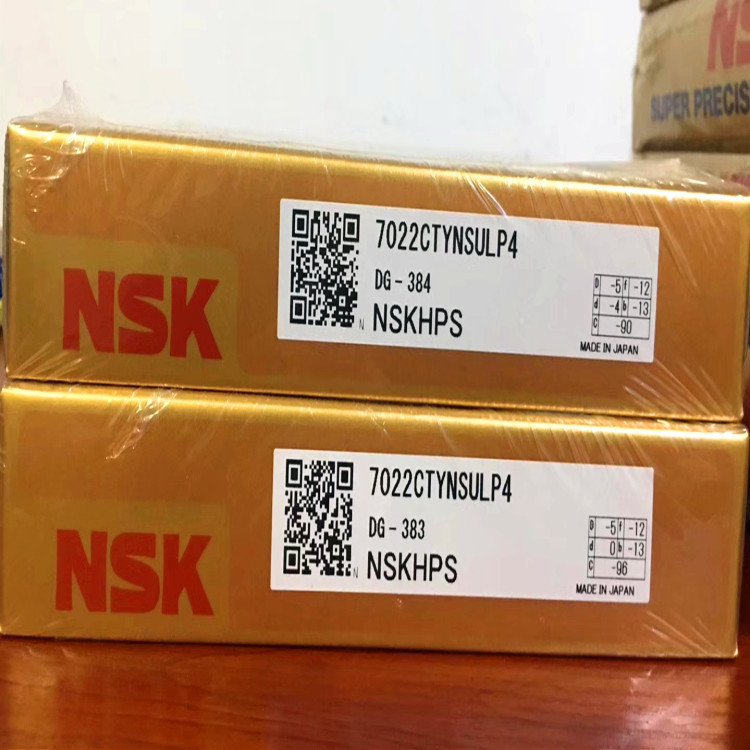 NSK
SUPER PRECIS
NSK
7022CTYNSULP4
DG-384
N NSKHPS
D -5 f -12
d -4 b -13
C -90
MADE IN JAPAN
NSK
7022CTYNSULP4
DG-383
N NSKHPS
D -5 f -12
d 0 b -13
C -96
MADE IN JAPAN